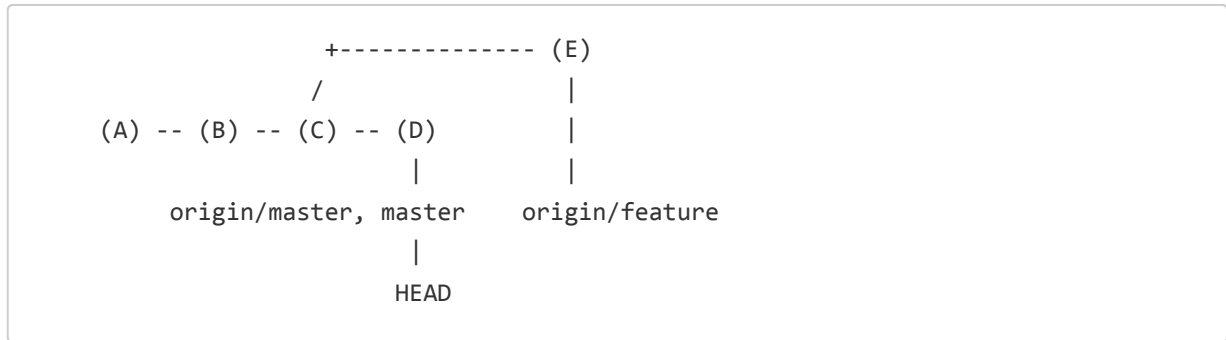 +-------------- (E)
/ |
(A) -- (B) -- (C) -- (D) |
| |
origin/master, master origin/feature
|
HEAD